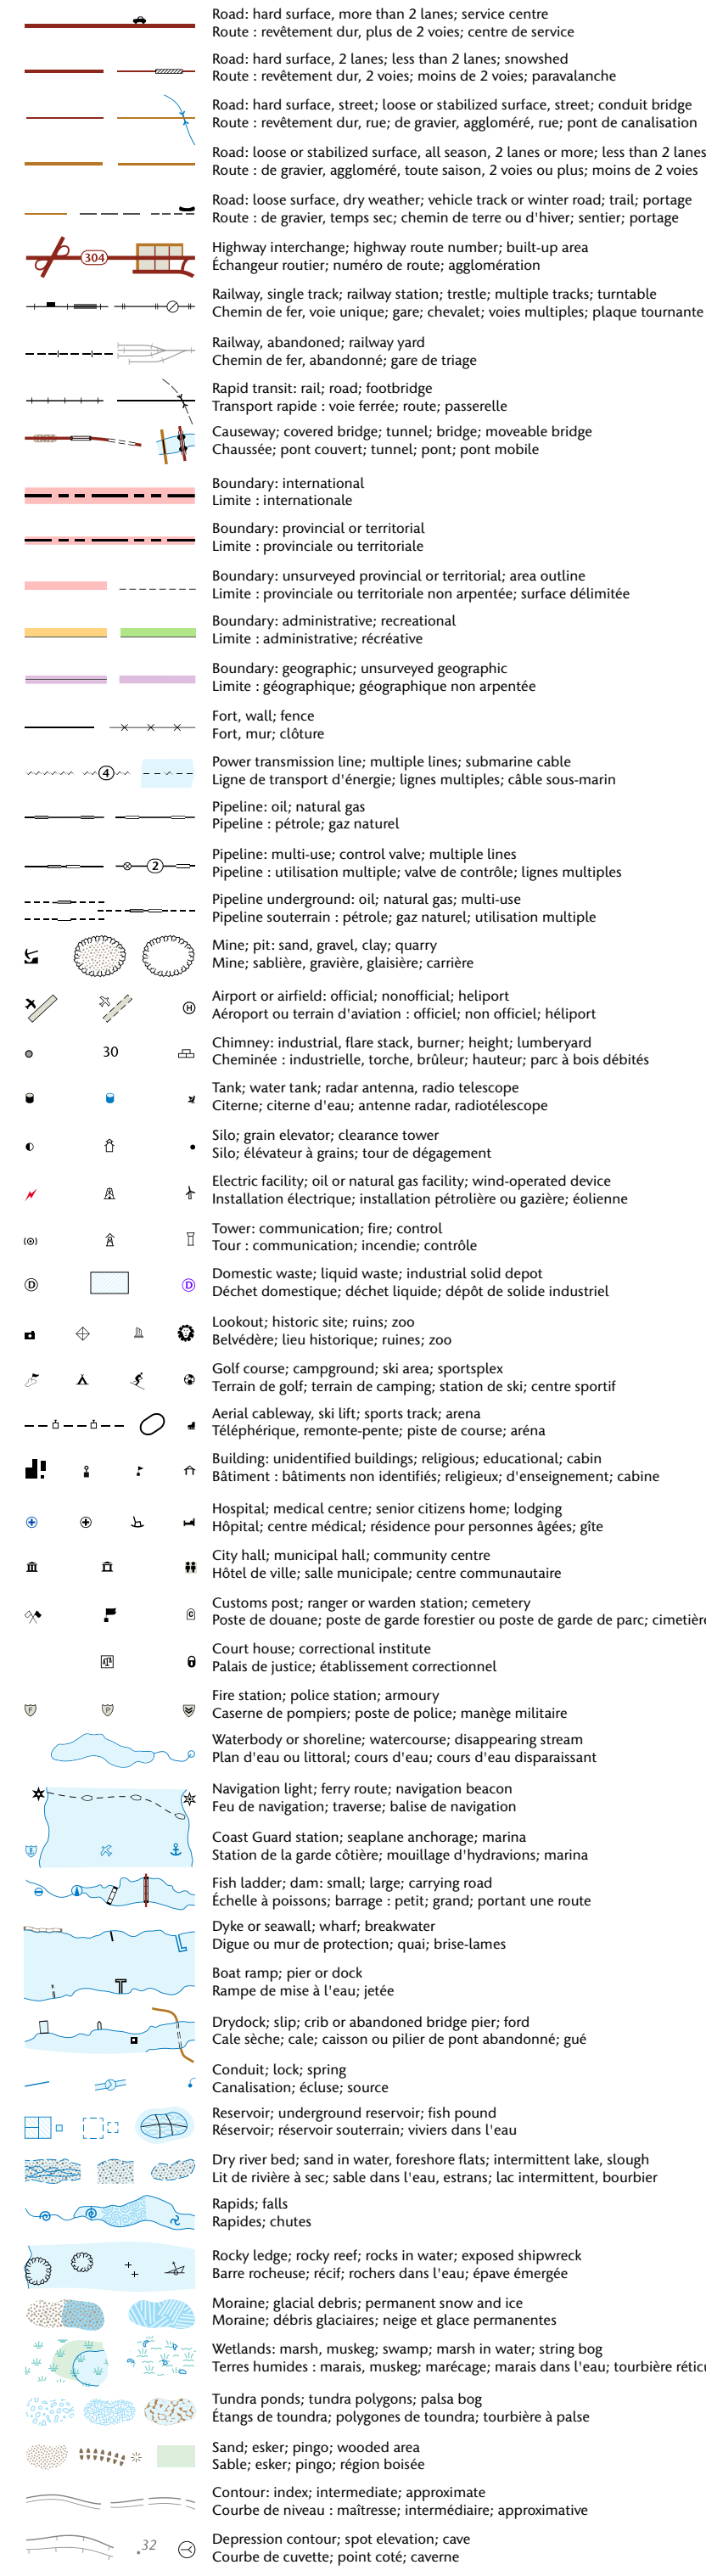 Road: hard surface, more than 2 lanes; service centre
Route : revêtement dur, plus de 2 voies; centre de service
Road: hard surface, 2 lanes; less than 2 lanes; snowshed
Route : revêtement dur, 2 voies; moins de 2 voies; paravalanche
Road: hard surface, street; loose or stabilized surface, street; conduit bridge
Route : revêtement dur, rue; de gravier, aggloméré, rue; pont de canalisation
Road: loose or stabilized surface, all season, 2 lanes or more; less than 2 lanes
Route : de gravier, aggloméré, toute saison, 2 voies ou plus; moins de 2 voies
Road: loose surface, dry weather; vehicle track or winter road; trail; portage
Route : de gravier, temps sec; chemin de terre ou d'hiver; sentier; portage
304
Highway interchange; highway route number; built-up area
Échangeur routier; numéro de route; agglomération
Railway, single track; railway station; trestle; multiple tracks; turntable
Chemin de fer, voie unique; gare; chevalet; voies multiples; plaque tournante
Railway, abandoned; railway yard
Chemin de fer, abandonné; gare de triage
Rapid transit: rail; road; footbridge
Transport rapide : voie ferrée; route; passerelle
Causeway; covered bridge; tunnel; bridge; moveable bridge
Chaussée; pont couvert; tunnel; pont; pont mobile
Boundary: international
Limite : internationale
Boundary: provincial or territorial
Limite : provinciale ou territoriale
Boundary: unsurveyed provincial or territorial; area outline
Limite : provinciale ou territoriale non arpentée; surface délimitée
Boundary: administrative; recreational
Limite : administrative; récréative
Boundary: geographic; unsurveyed geographic
Limite : géographique; géographique non arpentée
Fort, wall; fence
Fort, mur; clôture
4
Power transmission line; multiple lines; submarine cable
Ligne de transport d'énergie; lignes multiples; câble sous-marin
Pipeline: oil; natural gas
Pipeline : pétrole; gaz naturel
2
Pipeline: multi-use; control valve; multiple lines
Pipeline : utilisation multiple; valve de contrôle; lignes multiples
Pipeline underground: oil; natural gas; multi-use
Pipeline souterrain : pétrole; gaz naturel; utilisation multiple
Mine; pit: sand, gravel, clay; quarry
Mine; sablière, gravière, glaisière; carrière
H
Airport or airfield: official; nonofficial; heliport
Aéroport ou terrain d'aviation : officiel; non officiel; héliport
30
Chimney: industrial, flare stack, burner; height; lumberyard
Cheminée : industrielle, torche, brûleur; hauteur; parc à bois débités
Tank; water tank; radar antenna, radio telescope
Citerne; citerne d'eau; antenne radar, radiotélescope
Silo; grain elevator; clearance tower
Silo; élévateur à grains; tour de dégagement
Electric facility; oil or natural gas facility; wind-operated device
Installation électrique; installation pétrolière ou gazière; éolienne
Tower: communication; fire; control
Tour : communication; incendie; contrôle
D
D
Domestic waste; liquid waste; industrial solid depot
Déchet domestique; déchet liquide; dépôt de solide industriel
Lookout; historic site; ruins; zoo
Belvédère; lieu historique; ruines; zoo
Golf course; campground; ski area; sportsplex
Terrain de golf; terrain de camping; station de ski; centre sportif
Aerial cableway, ski lift; sports track; arena
Téléphérique, remonte-pente; piste de course; aréna
Building: unidentified buildings; religious; educational; cabin
Bâtiment : bâtiments non identifiés; religieux; d'enseignement; cabine
Hospital; medical centre; senior citizens home; lodging
Hôpital; centre médical; résidence pour personnes âgées; gîte
City hall; municipal hall; community centre
Hôtel de ville; salle municipale; centre communautaire
C
Customs post; ranger or warden station; cemetery
Poste de douane; poste de garde forestier ou poste de garde de parc; cimetière
Court house; correctional institute
Palais de justice; établissement correctionnel
F
P
Fire station; police station; armoury
Caserne de pompiers; poste de police; manège militaire
Waterbody or shoreline; watercourse; disappearing stream
Plan d'eau ou littoral; cours d'eau; cours d'eau disparaissant
Navigation light; ferry route; navigation beacon
Feu de navigation; traverse; balise de navigation
Coast Guard station; seaplane anchorage; marina
Station de la garde côtière; mouillage d'hydravions; marina
Fish ladder; dam: small; large; carrying road
Échelle à poissons; barrage : petit; grand; portant une route
Dyke or seawall; wharf; breakwater
Digue ou mur de protection; quai; brise-lames
Boat ramp; pier or dock
Rampe de mise à l'eau; jetée
Drydock; slip; crib or abandoned bridge pier; ford
Cale sèche; cale; caisson ou pilier de pont abandonné; gué
Conduit; lock; spring
Canalisation; écluse; source
Reservoir; underground reservoir; fish pound
Réservoir; réservoir souterrain; viviers dans l'eau
Dry river bed; sand in water, foreshore flats; intermittent lake, slough
Lit de rivière à sec; sable dans l'eau, estrans; lac intermittent, bourbier
Rapids; falls
Rapides; chutes
Rocky ledge; rocky reef; rocks in water; exposed shipwreck
Barre rocheuse; récif; rochers dans l'eau; épave émergée
Moraine; glacial debris; permanent snow and ice
Moraine; débris glaciaires; neige et glace permanentes
Wetlands: marsh, muskeg; swamp; marsh in water; string bog
Terres humides : marais, muskeg; marécage; marais dans l'eau; tourbière réticu
Tundra ponds; tundra polygons; palsa bog
Étangs de toundra; polygones de toundra; tourbière à palse
Sand; esker; pingo; wooded area
Sable; esker; pingo; région boisée
Contour: index; intermediate; approximate
Courbe de niveau : maîtresse; intermédiaire; approximative
.32
Depression contour; spot elevation; cave
Courbe de cuvette; point coté; caverne